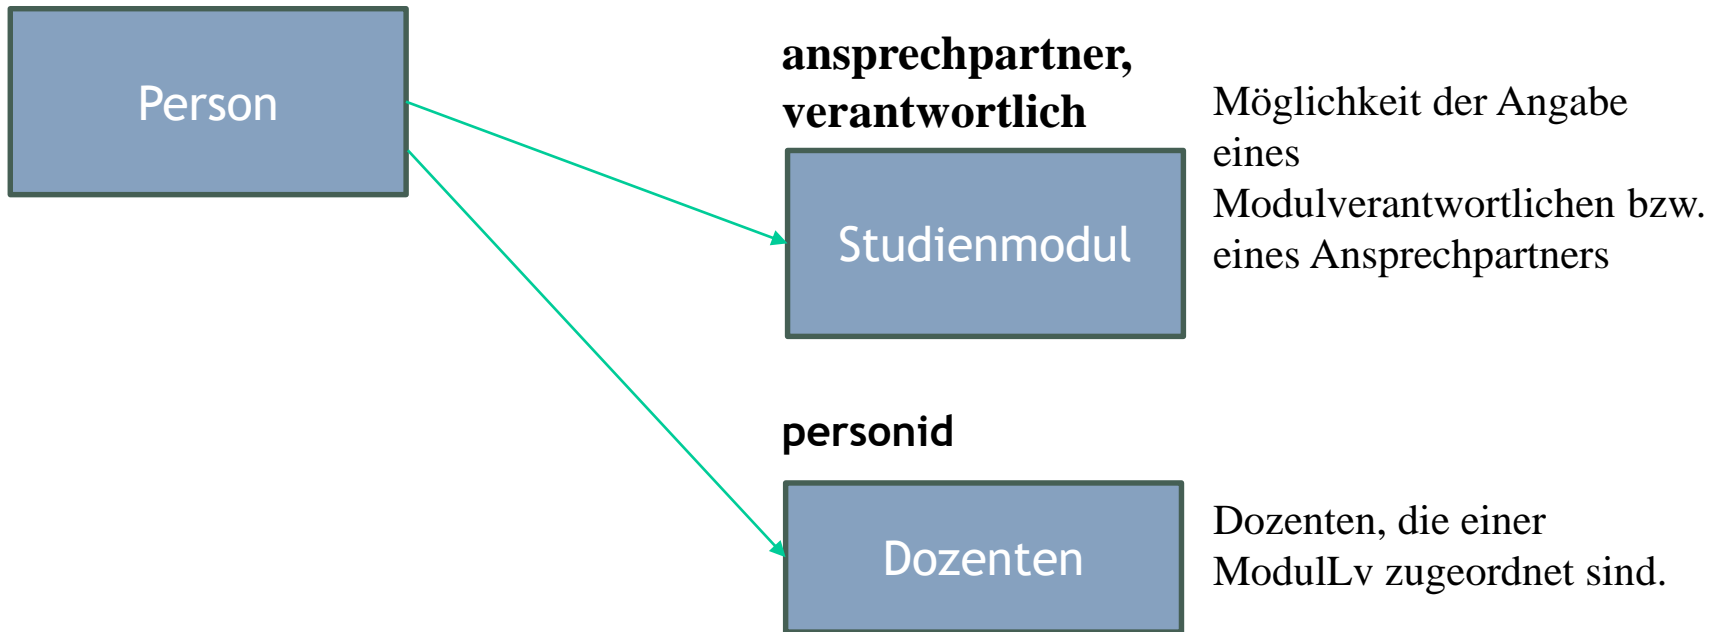 Person
ansprechpartner,
verantwortlich
Studienmodul
Möglichkeit der Angabe
eines
Modulverantwortlichen bzw.
eines Ansprechpartners
personid
Dozenten
Dozenten, die einer
ModulLv zugeordnet sind.